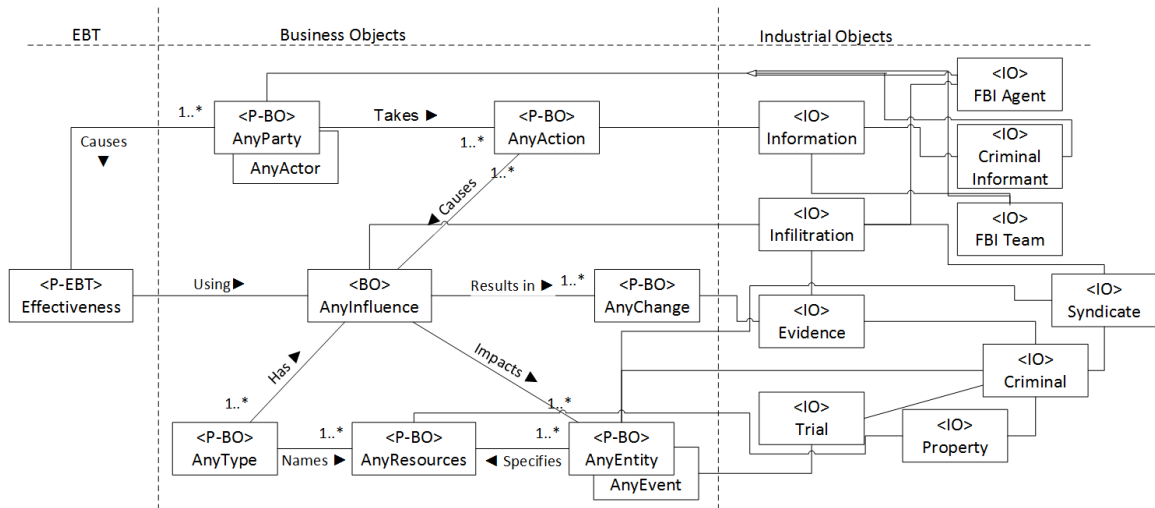 EBT
Business Objects
Industrial Objects
<IO>
FBI Agent
1..*
<P-BO>
AnyParty
AnyActor
Takes ►
1..*
<P-BO>
AnyAction
1..*
<IO>
Information
<IO>
Criminal
Informant
Causes
▼
◄ Causes
<IO>
Infilitration
<IO>
FBI Team
<P-EBT>
Effectiveness
Using►
<BO>
AnyInfluence
Results in ►
1..*
<P-BO>
AnyChange
<IO>
Evidence
<IO>
Syndicate
Has ►
Impacts ►
<IO>
Criminal
1..*
1..*
1..*
1..*
<P-BO>
AnyType
Names ►
<P-BO>
AnyResources
◄ Specifies
<P-BO>
AnyEntity
AnyEvent
<IO>
Trial
<IO>
Property